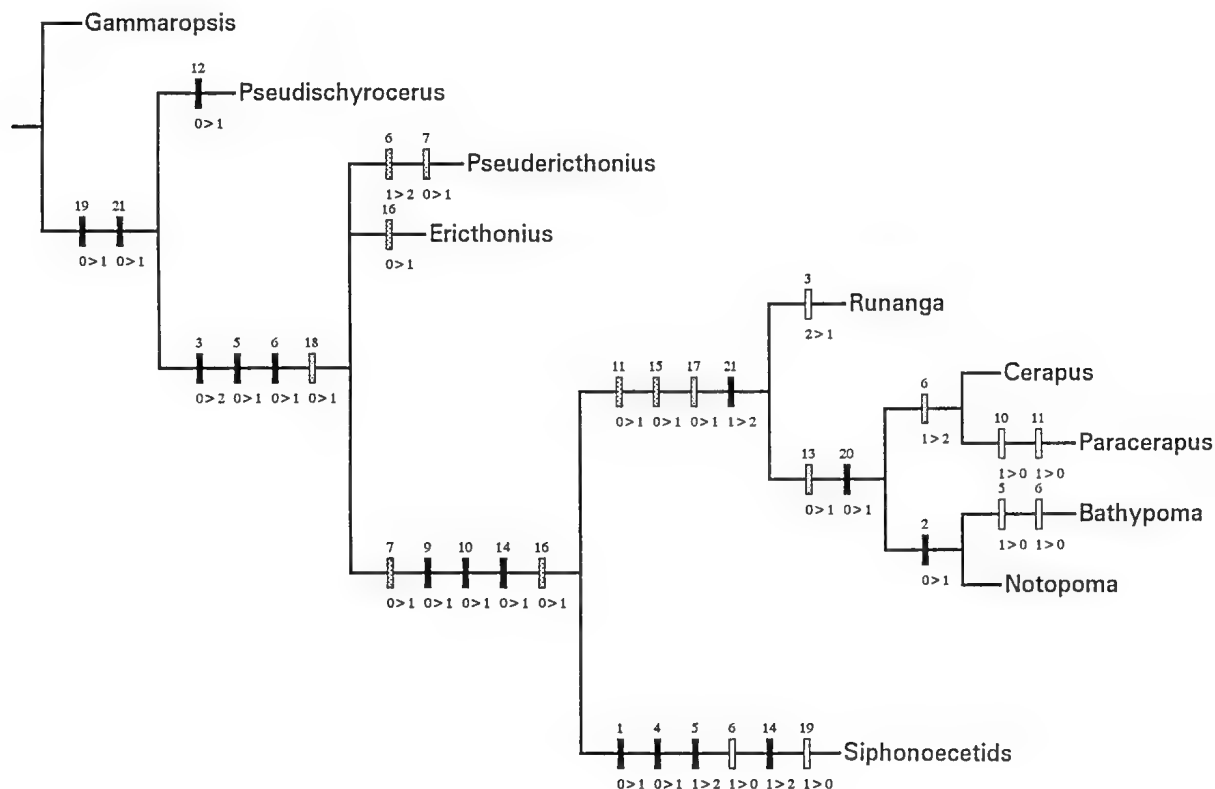 Gammaropsis
12
Pseudischyrocerus
0>1
6 7
Pseudericthonius
1>2 0>1
16
Ericthonius
0>1
19 21
0>1 0>1
3
Runanga
2>1
3 5 6 18
0>2 0>1 0>1 0>1
11 15 17 21
0>1 0>1 0>1 1>2
6
Cerapus
1>2
10 11
Paracerapus
1>0 1>0
13 20
0>1 0>1
5 6
Bathypoma
1>0 1>0
2
0>1
Notopoma
7 9 10 14 16
0>1 0>1 0>1 0>1 0>1
1 4 5 6 14 19
Siphonoecetids
0>1 0>1 1>2 1>0 1>2 1>0